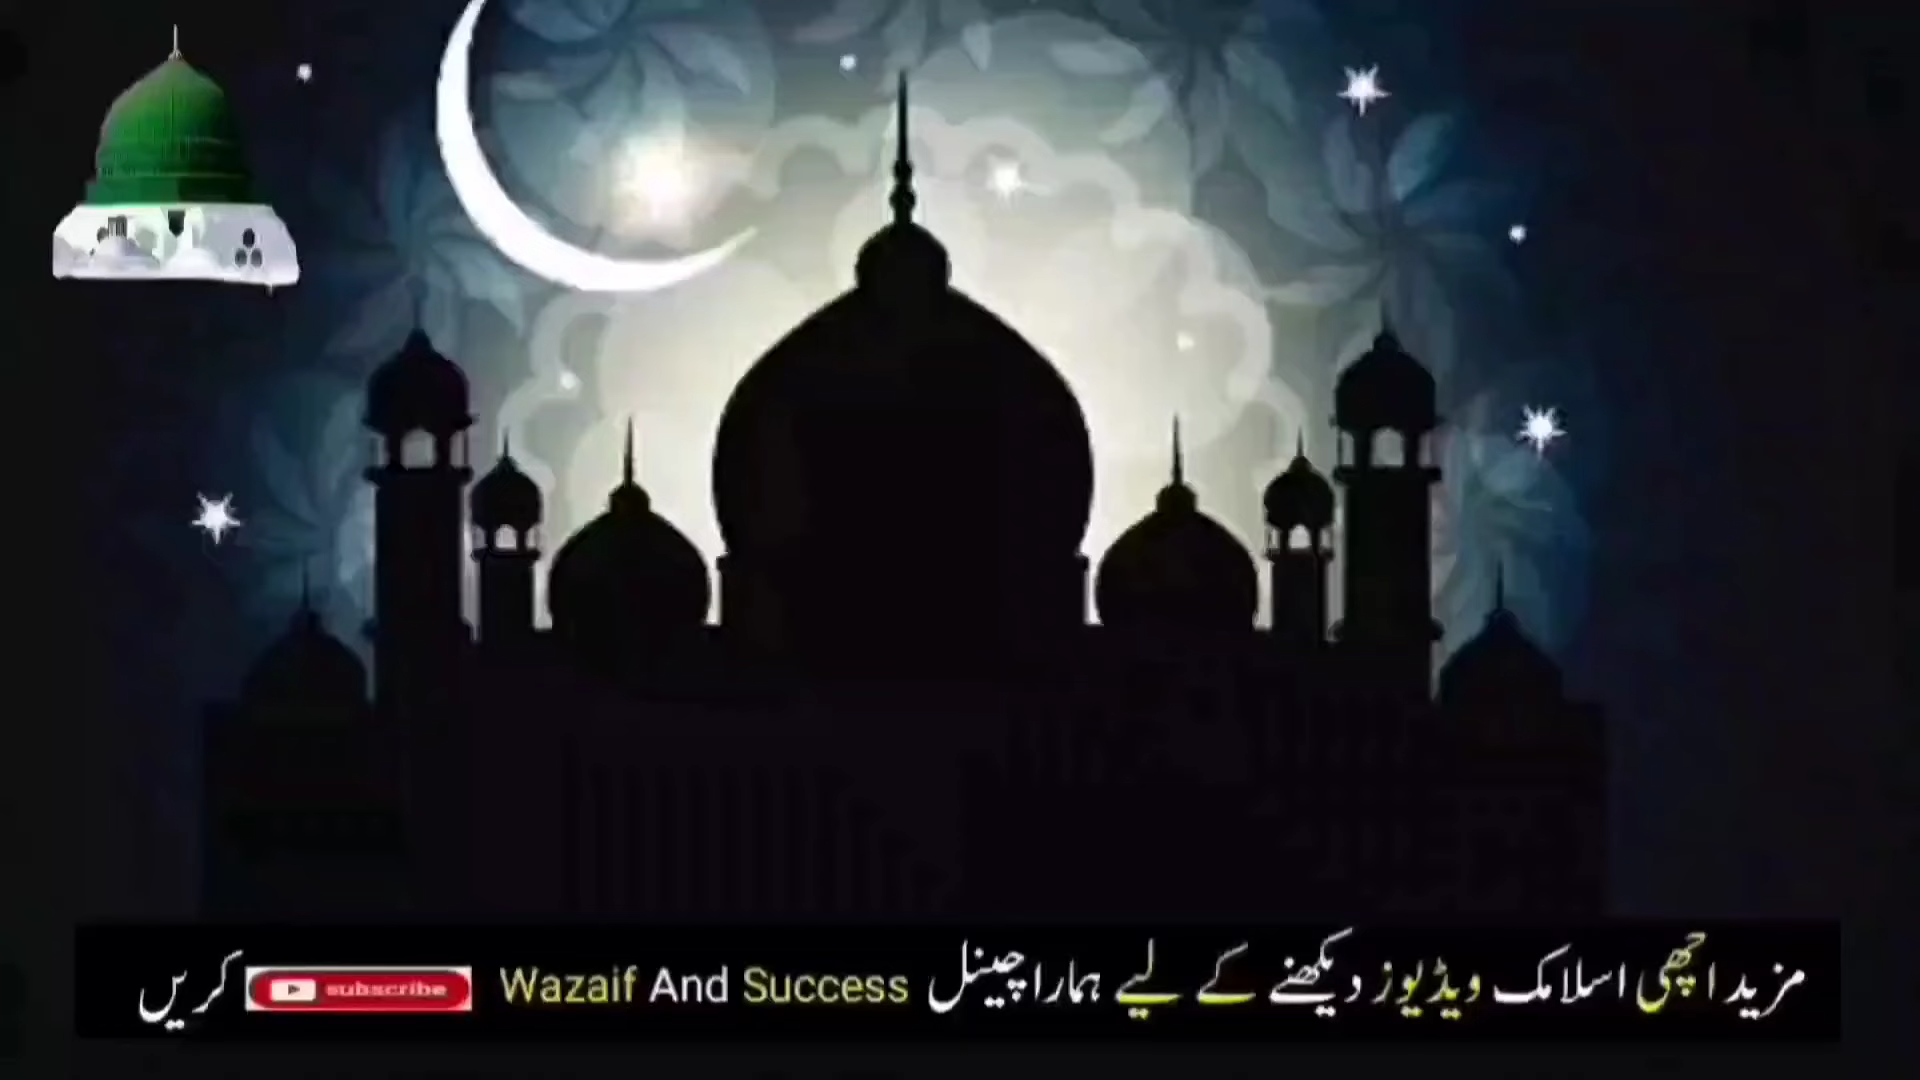 مزید اچھی اسلامک ویڈیوز دیکھنے کے لیے ہمارا چینل Wazaif And Success subscribe کریں